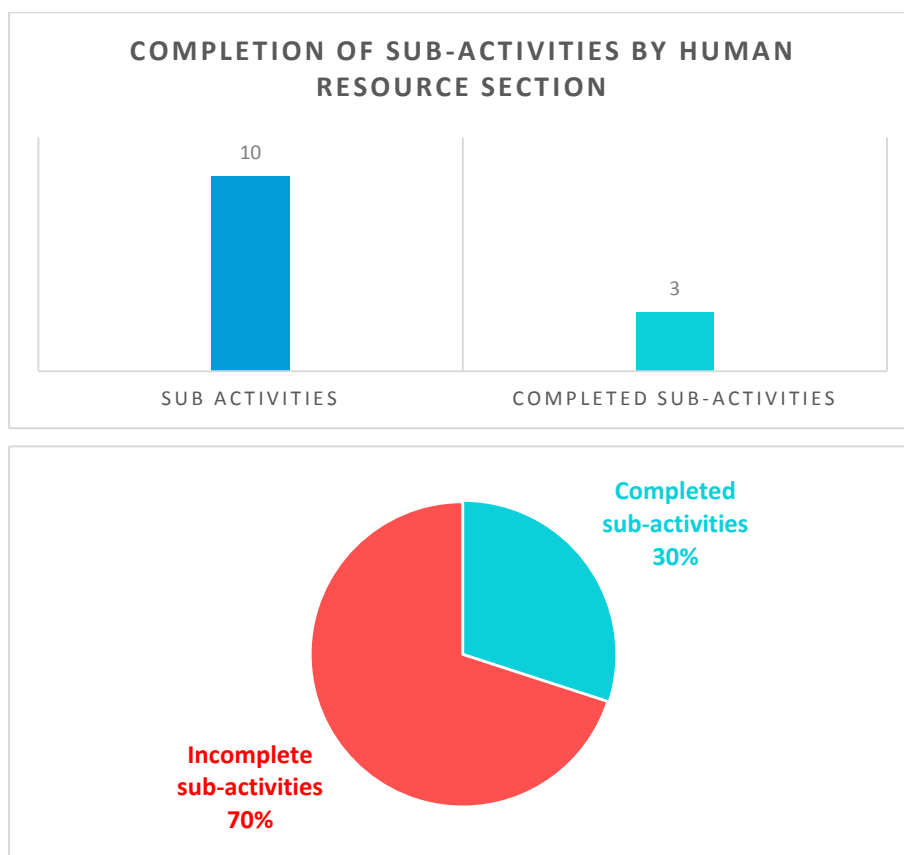 COMPLETION OF SUB-ACTIVITIES BY HUMAN
RESOURCE SECTION
10
3
SUB ACTIVITIES
COMPLETED SUB-ACTIVITIES
Completed
sub-activities
30%
Incomplete
sub-activities
70%